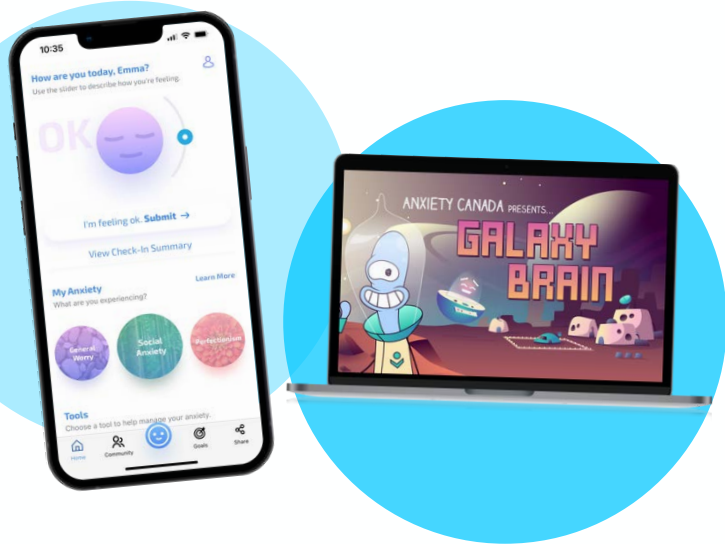 10:35
How are you today, Emma?
Use the slider to describe how you're feeling.
OK
I'm feeling ok. Submit →
View Check-In Summary
My Anxiety
Learn More
What are you experiencing?
General
Worry
Social
Anxiety
Perfectionism
Tools
Choose a tool to help manage your anxiety.
Home
Community
Goals
Share
ANXIETY CANADA PRESENTS...
GALAXY
BRAIN